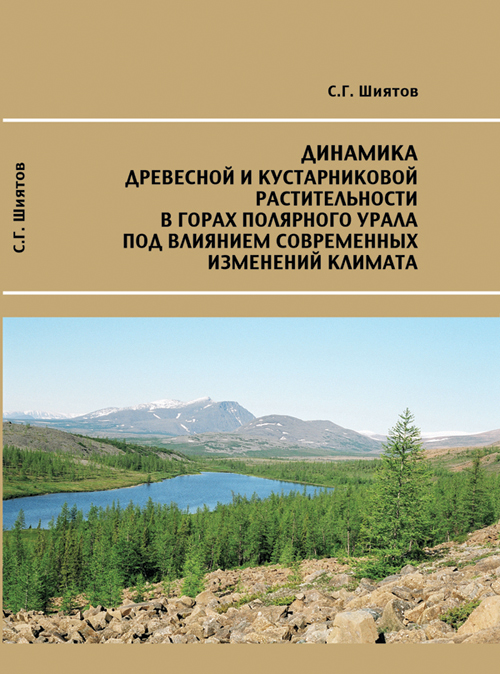 С.Г. Шиятов
ДИНАМИКА
ДРЕВЕСНОЙ И КУСТАРНИКОВОЙ
РАСТИТЕЛЬНОСТИ
В ГОРАХ ПОЛЯРНОГО УРАЛА
ПОД ВЛИЯНИЕМ СОВРЕМЕННЫХ
ИЗМЕНЕНИЙ КЛИМАТА
С.Г. Шиятов